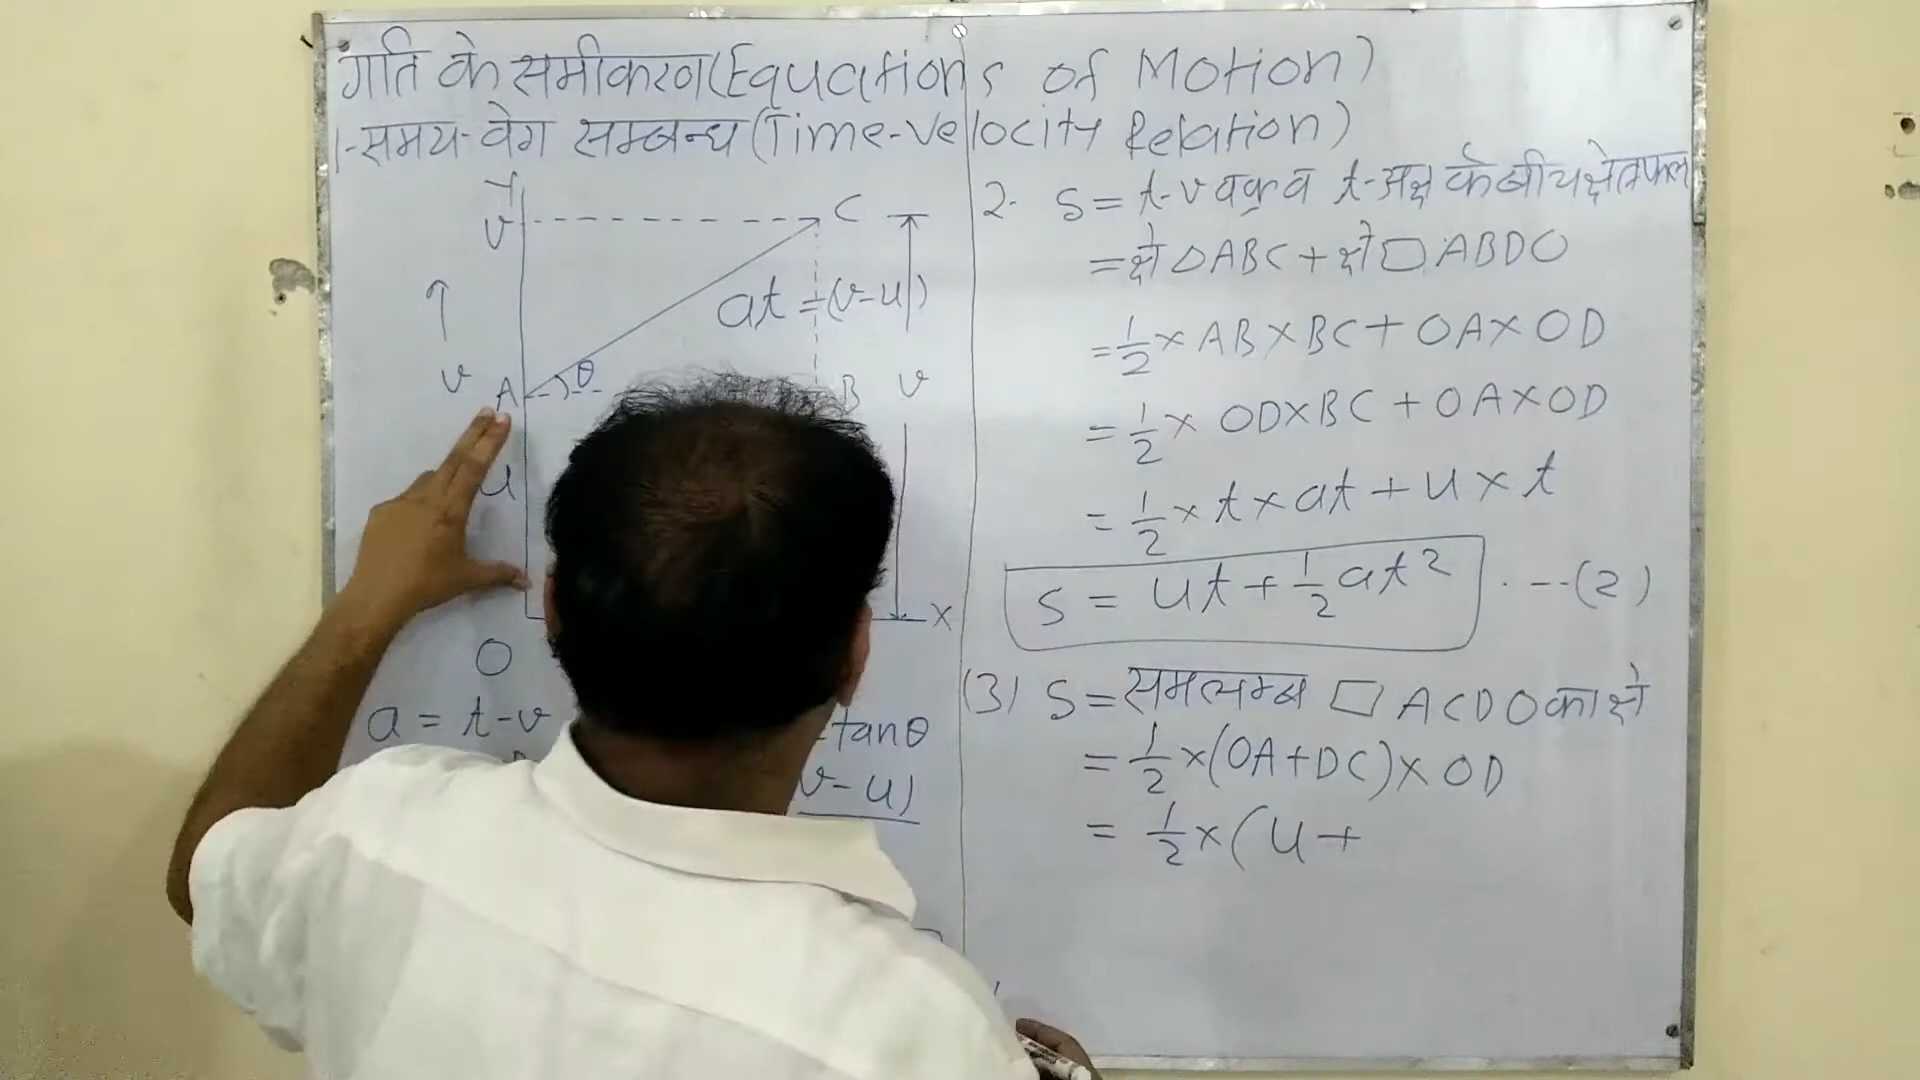 गति के समीकरण(Equations of Motion)
1-समय-वेग सम्बन्ध(Time-Velocity Relation)
Y
v
C
at = (v-u)
↑
v
A
θ
B
v
u
X
O
a = t-v
=tanθ
v-u)
2- S = t-v वक्र व t-अक्ष के बीच क्षेत्रफल
=क्षे △ABC + क्षे □ABDO
=1/2 × AB × BC + OA × OD
= 1/2 × OD × BC + OA × OD
= 1/2 × t × at + u × t
S = ut + 1/2 at² . --(2)
(3) S = समलम्ब □ ACDO का क्षे
= 1/2 × (OA + DC) × OD
= 1/2 × (u +